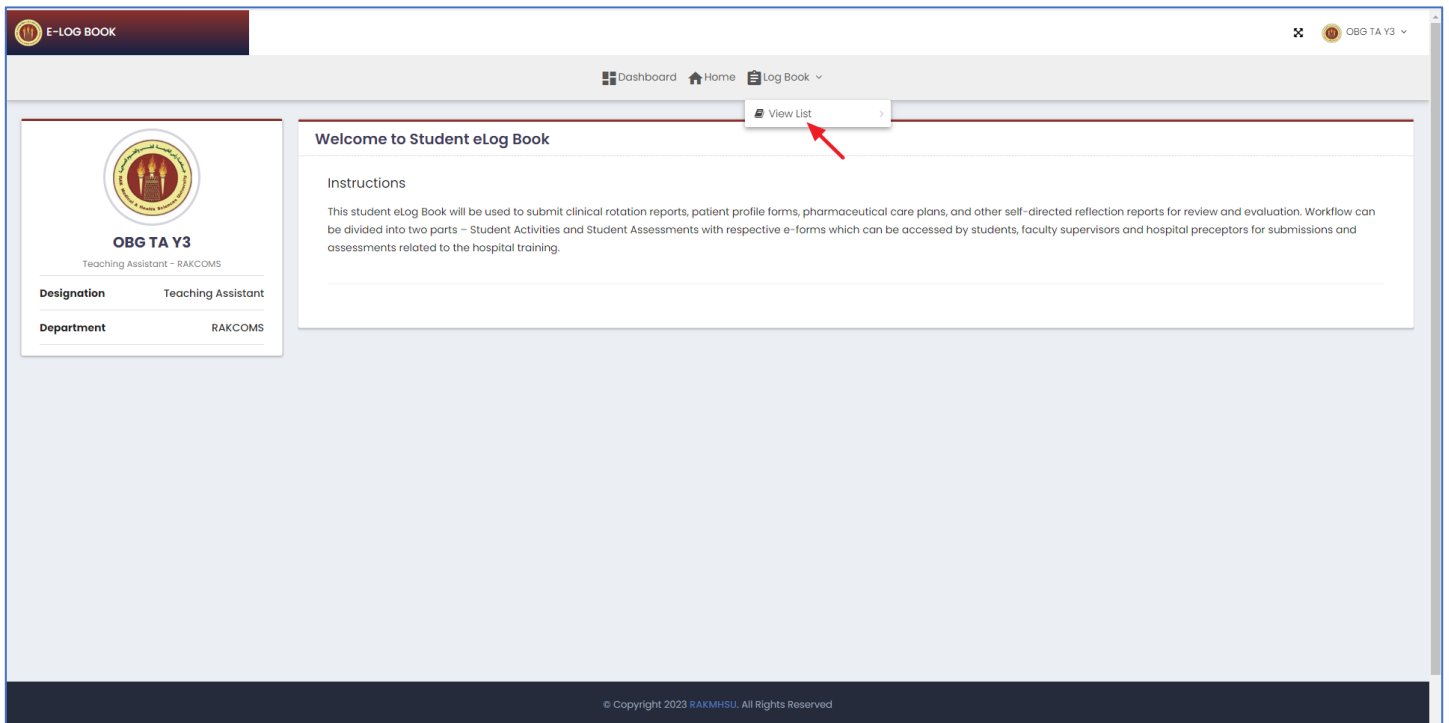 E-LOG BOOK
OBG TA Y3
Dashboard Home Log Book
View List
OBG TA Y3
Teaching Assistant - RAKCOMS
Designation Teaching Assistant
Department RAKCOMS
Welcome to Student eLog Book
Instructions
This student eLog Book will be used to submit clinical rotation reports, patient profile forms, pharmaceutical care plans, and other self-directed reflection reports for review and evaluation. Workflow can
be divided into two parts – Student Activities and Student Assessments with respective e-forms which can be accessed by students, faculty supervisors and hospital preceptors for submissions and
assessments related to the hospital training.
© Copyright 2023 RAKMHSU. All Rights Reserved